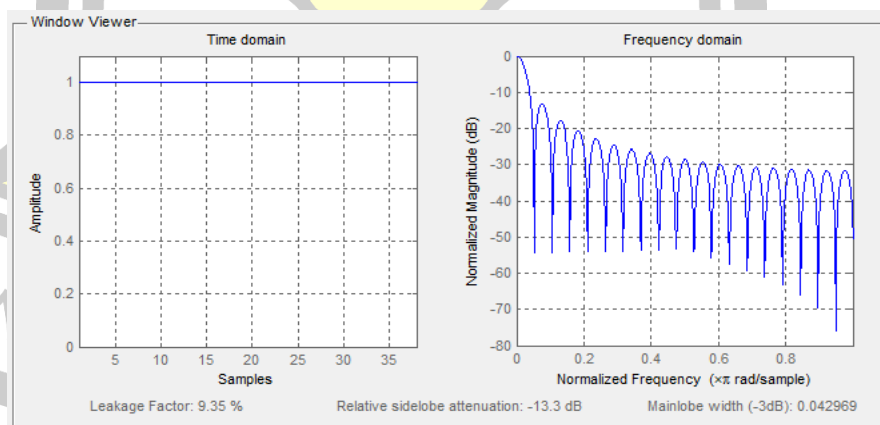 Window Viewer
Time domain
1
0.8
0.6
0.4
0.2
0
5 10 15 20 25 30 35
Amplitude
Samples
Frequency domain
0
-10
-20
-30
-40
-50
-60
-70
-80
0 0.2 0.4 0.6 0.8
Normalized Magnitude (dB)
Normalized Frequency (×π rad/sample)
Leakage Factor: 9.35 %
Relative sidelobe attenuation: -13.3 dB
Mainlobe width (-3dB): 0.042969